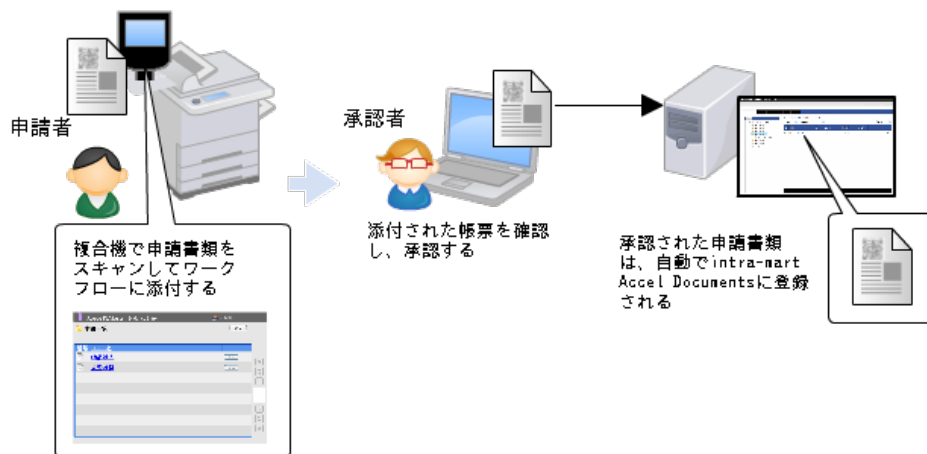 申請者
複合機で申請書類を
スキャンしてワーク
フローに添付する
承認者
添付された帳票を確認
し、承認する
承認された申請書類
は、自動でintra-mart
Accel Documentsに登録
される